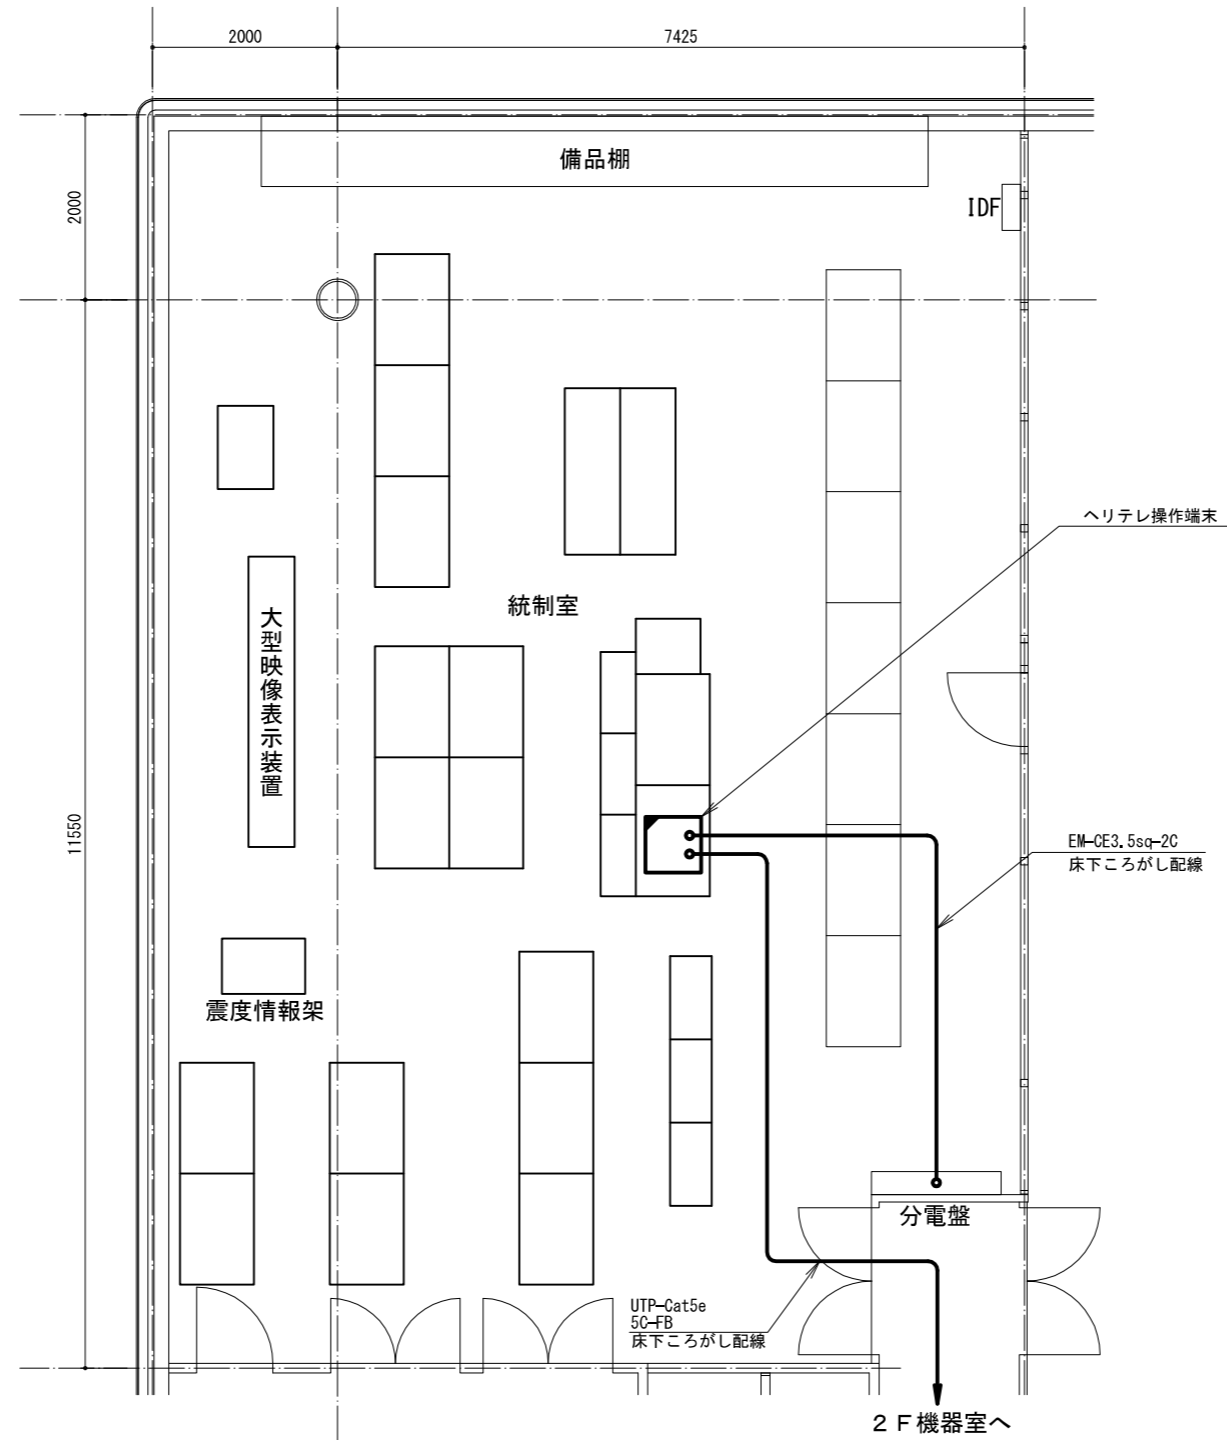 2000
7425
備品棚
IDF
2000
ヘリテレ操作端末
統制室
大型映像表示装置
11550
EM-CE3.5sq-2C
床下ころがし配線
震度情報架
分電盤
UTP-Cat5e
5C-FB
床下ころがし配線
2F機器室へ